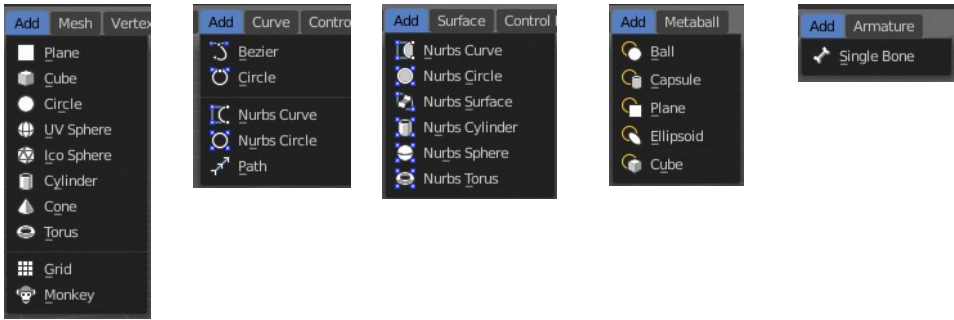 Add Mesh Vertex
Plane
Cube
Circle
UV Sphere
Ico Sphere
Cylinder
Cone
Torus
Grid
Monkey
Add Curve Contro
Bezier
Circle
Nurbs Curve
Nurbs Circle
Path
Add Surface Control
Nurbs Curve
Nurbs Circle
Nurbs Surface
Nurbs Cylinder
Nurbs Sphere
Nurbs Torus
Add Metaball
Ball
Capsule
Plane
Ellipsoid
Cube
Add Armature
Single Bone